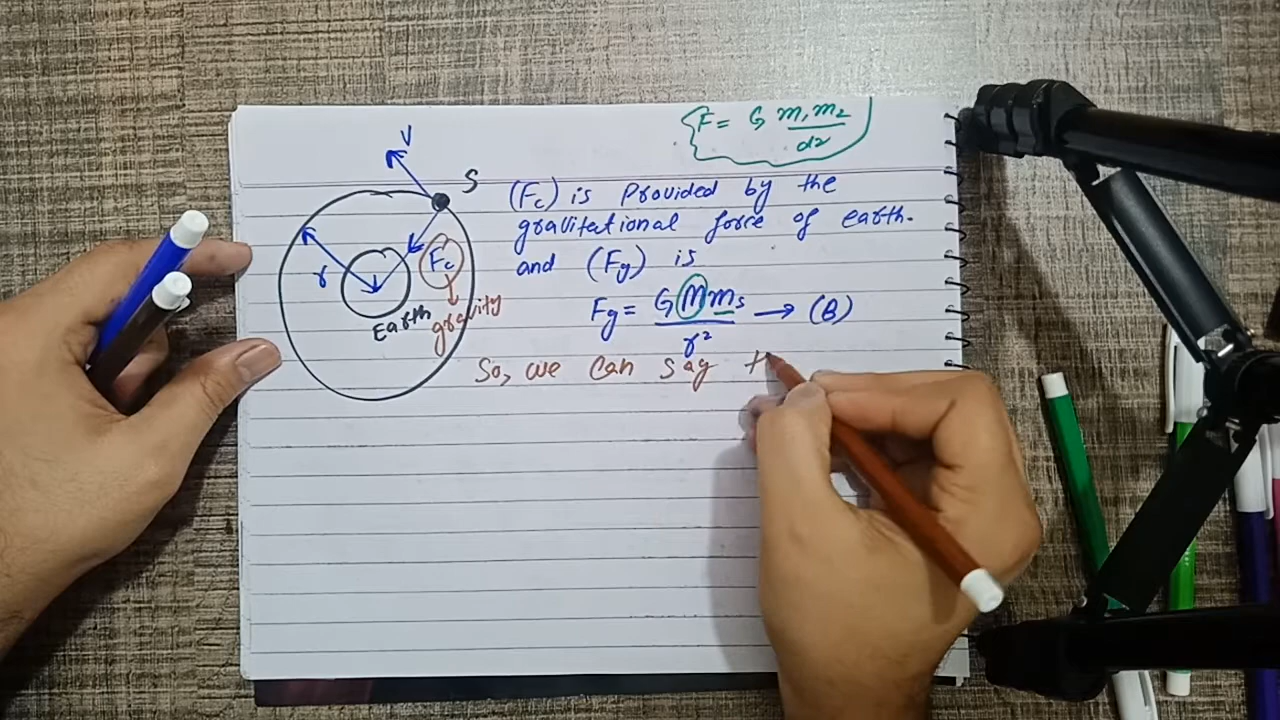 F = G m₁m₂
d2
V
S
(Fc) is Provided by the
gravitational force of earth.
and (Fg) is
Fc
r
Earth
gravity
Fg = G M ms → (B)
r²
So, we can say t